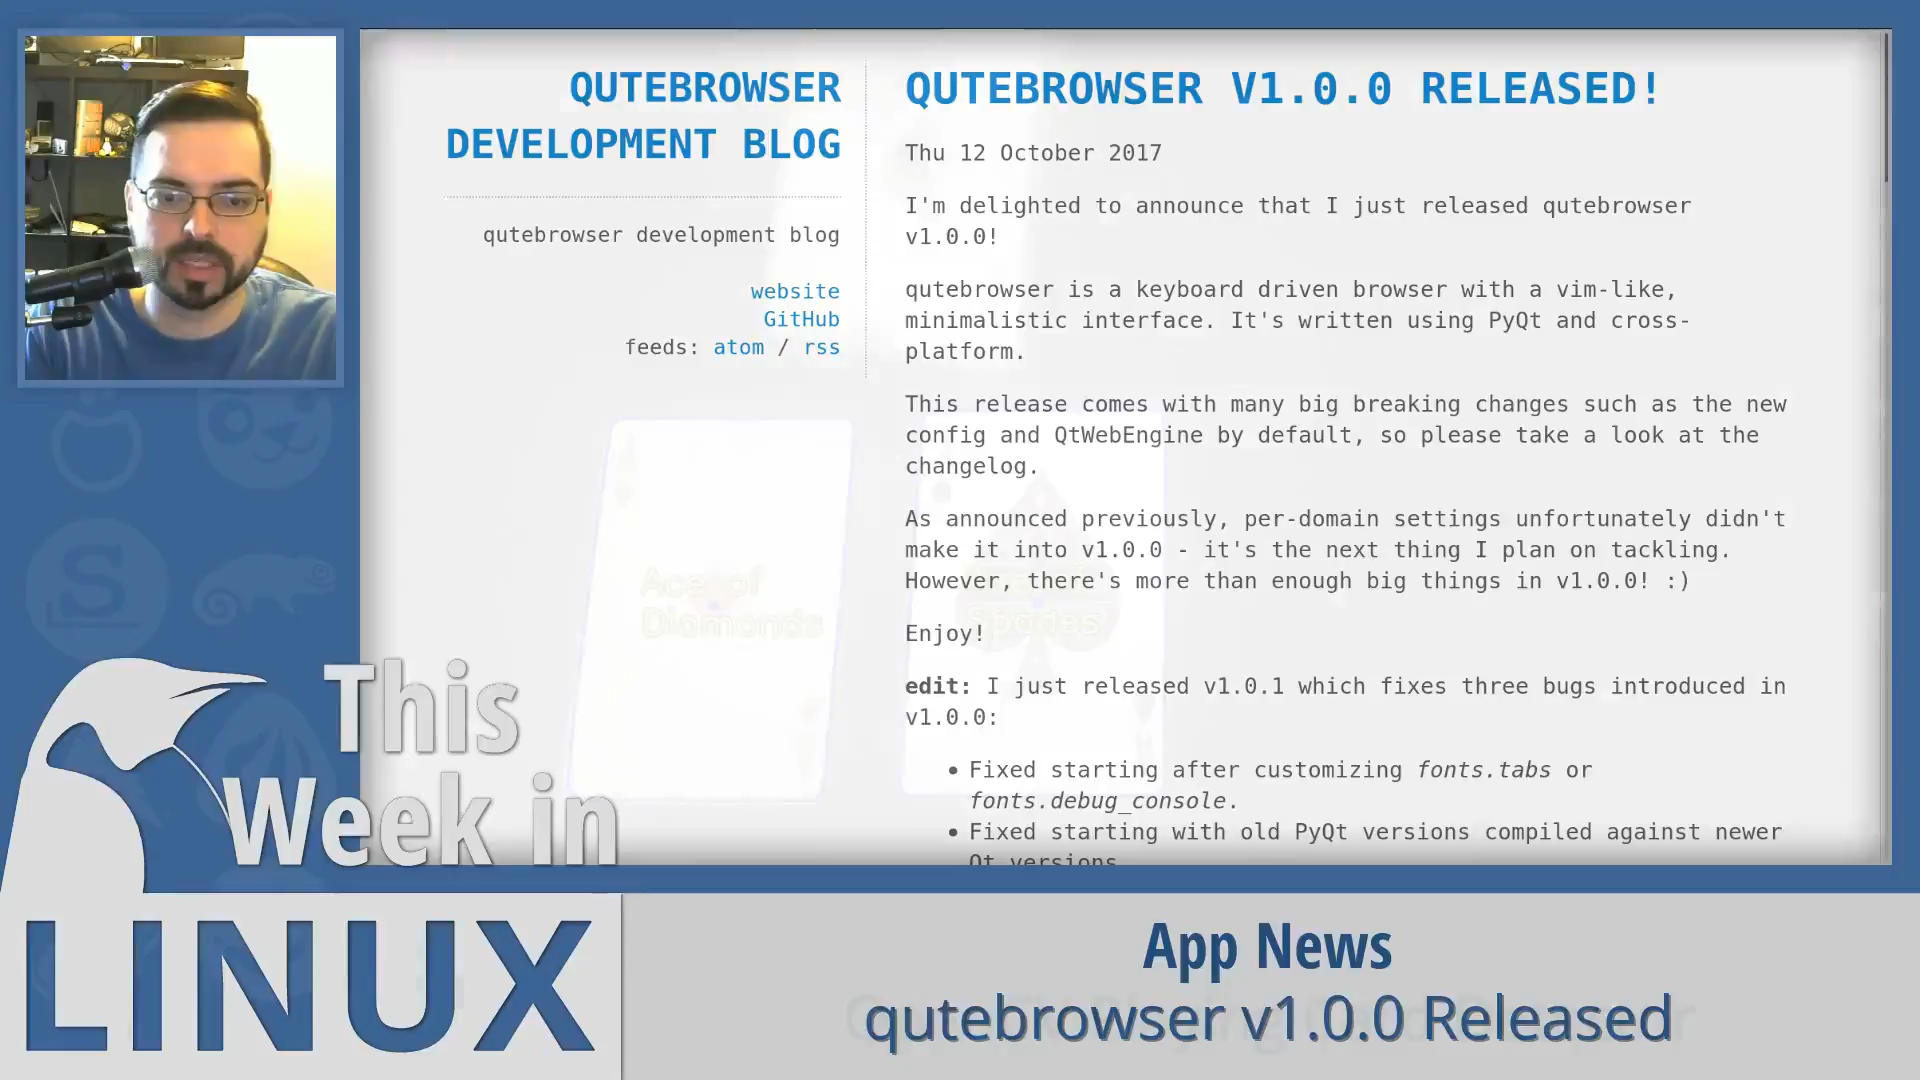 QUTEBROWSER
DEVELOPMENT BLOG
qutebrowser development blog
website
GitHub
feeds: atom / rss
QUTEBROWSER V1.0.0 RELEASED!
Thu 12 October 2017
I'm delighted to announce that I just released qutebrowser
v1.0.0!
qutebrowser is a keyboard driven browser with a vim-like,
minimalistic interface. It's written using PyQt and cross-
platform.
This release comes with many big breaking changes such as the new
config and QtWebEngine by default, so please take a look at the
changelog.
As announced previously, per-domain settings unfortunately didn't
make it into v1.0.0 - it's the next thing I plan on tackling.
However, there's more than enough big things in v1.0.0! :)
Enjoy!
edit: I just released v1.0.1 which fixes three bugs introduced in
v1.0.0:
• Fixed starting after customizing fonts.tabs or
fonts.debug_console.
• Fixed starting with old PyQt versions compiled against newer
Qt versions.
Ace of
Diamonds
Spades
This
Week in
LINUX
App News
qutebrowser v1.0.0 Released